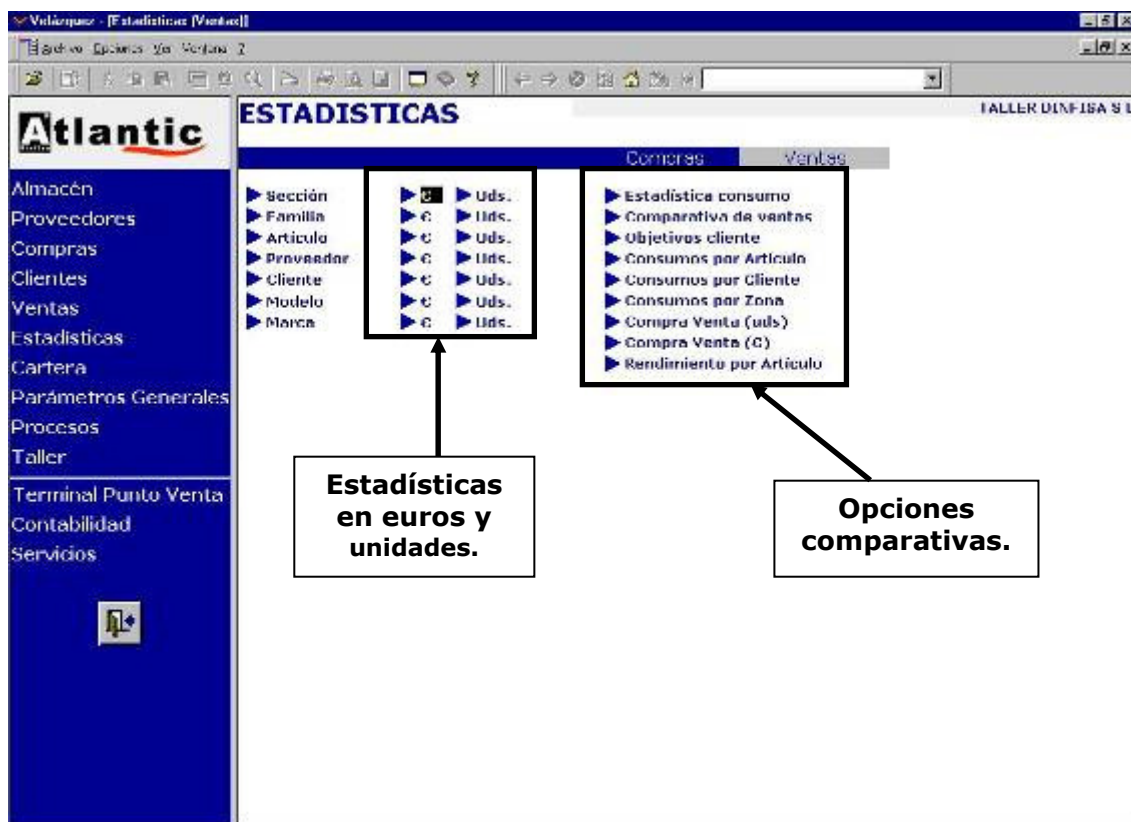 Velázquez - [Estadísticas (Ventas)]
Archivo Opciones Ver Ventana ?
Atlantic
ESTADISTICAS
TALLER DINFISA S L
Compras Ventas
Almacén
Proveedores
Compras
Clientes
Ventas
Estadísticas
Cartera
Parámetros Generales
Procesos
Taller
Terminal Punto Venta
Contabilidad
Servicios
Sección € Uds.
Familia € Uds.
Artículo € Uds.
Proveedor € Uds.
Cliente € Uds.
Modelo € Uds.
Marca € Uds.
Estadística consumo
Comparativa de ventas
Objetivos cliente
Consumos por Artículo
Consumos por Cliente
Consumos por Zona
Compra Venta (uds)
Compra Venta (€)
Rendimiento por Artículo
Estadísticas
en euros y
unidades.
Opciones
comparativas.